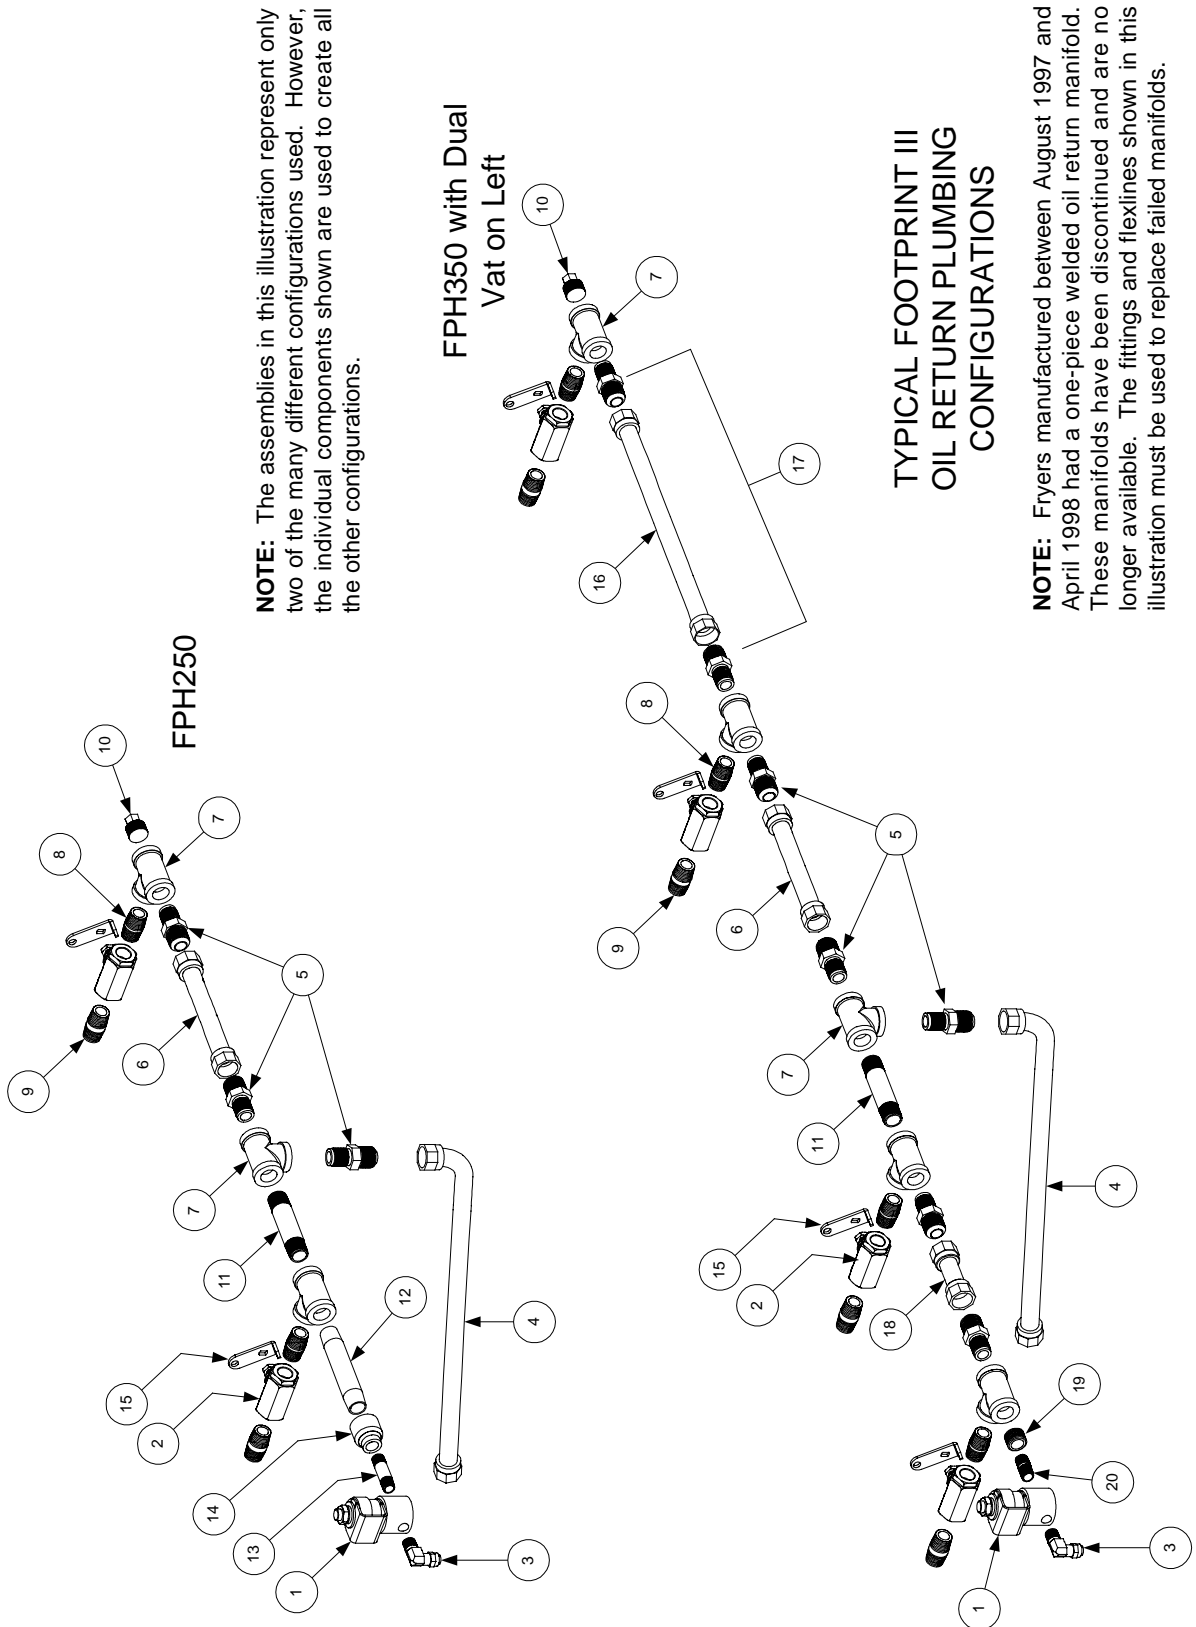 NOTE: The assemblies in this illustration represent only
two of the many different configurations used. However,
the individual components shown are used to create all
the other configurations.
FPH250
10
7
8
9
6
5
7
11
12
15
2
4
14
13
1
3
FPH350 with Dual
Vat on Left
10
7
17
16
8
9
6
5
7
11
4
15
2
18
19
20
1
3
TYPICAL FOOTPRINT III
OIL RETURN PLUMBING
CONFIGURATIONS
NOTE: Fryers manufactured between August 1997 and
April 1998 had a one-piece welded oil return manifold.
These manifolds have been discontinued and are no
longer available. The fittings and flexlines shown in this
illustration must be used to replace failed manifolds.